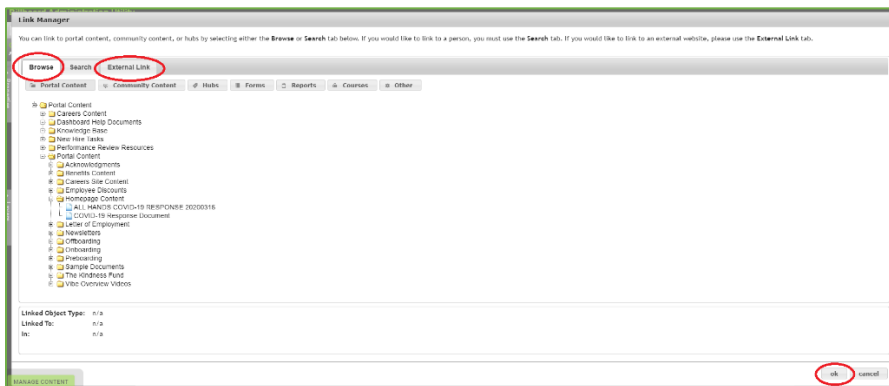 Link Manager
You can link to portal content, community content, or hubs by selecting either the Browse or Search tab below. If you would like to link to a person, you must use the Search tab. If you would like to link to an external website, please use the External Link tab.
Browse Search External Link
Portal Content Community Content Hubs Forms Reports Courses Other
Portal Content
Careers Content
Dashboard Help Documents
Knowledge Base
New Hire Tasks
Performance Review Resources
Portal Content
Acknowledgments
Benefits Content
Careers Site Content
Employee Discounts
Homepage Content
ALL HANDS COVID-19 RESPONSE 20200316
COVID-19 Response Document
Letter of Employment
Newsletters
Offboarding
Onboarding
Preboarding
Sample Documents
The Kindness Fund
Vibe Overview Videos
Linked Object Type: n/a
Linked To: n/a
In: n/a
ok cancel
MANAGE CONTENT